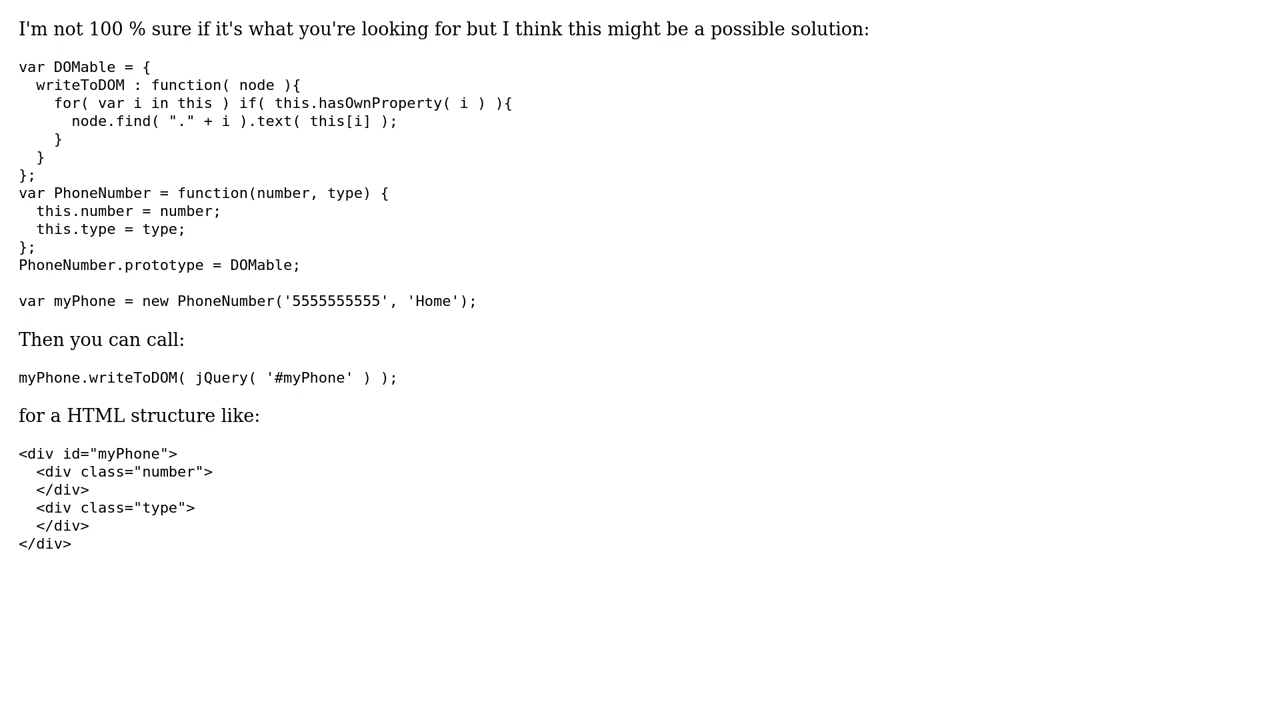 I'm not 100 % sure if it's what you're looking for but I think this might be a possible solution:
var DOMable = {
  writeToDOM : function( node ){
    for( var i in this ) if( this.hasOwnProperty( i ) ){
      node.find( "." + i ).text( this[i] );
    }
  }
};
var PhoneNumber = function(number, type) {
  this.number = number;
  this.type = type;
};
PhoneNumber.prototype = DOMable;

var myPhone = new PhoneNumber('5555555555', 'Home');
Then you can call:
myPhone.writeToDOM( jQuery( '#myPhone' ) );
for a HTML structure like:
<div id="myPhone">
  <div class="number">
  </div>
  <div class="type">
  </div>
</div>